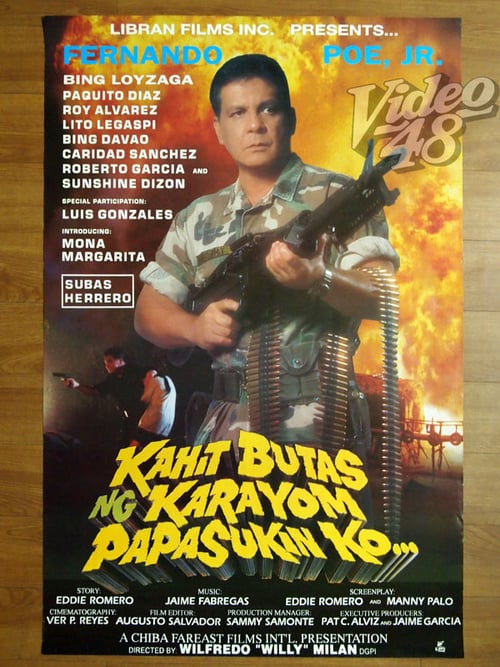 LIBRAN FILMS INC. PRESENTS...
FERNANDO POE, JR.
BING LOYZAGA
PAQUITO DIAZ
ROY ALVAREZ
LITO LEGASPI
BING DAVAO
CARIDAD SANCHEZ
ROBERTO GARCIA AND
SUNSHINE DIZON
SPECIAL PARTICIPATION:
LUIS GONZALES
INTRODUCING:
MONA
MARGARITA
SUBAS
HERRERO
Video
48
KAHIT BUTAS
NG KARAYOM
PAPASUKIN KO...
STORY:
EDDIE ROMERO
MUSIC:
JAIME FABREGAS
SCREENPLAY:
EDDIE ROMERO AND MANNY PALO
CINEMATOGRAPHY:
VER P. REYES
FILM EDITOR:
AUGUSTO SALVADOR
PRODUCTION MANAGER:
SAMMY SAMONTE
EXECUTIVE PRODUCERS:
PAT C. ALVIZ AND JAIME GARCIA
A CHIBA FAREAST FILMS INT'L. PRESENTATION
DIRECTED BY: WILFREDO "WILLY" MILAN DGPI